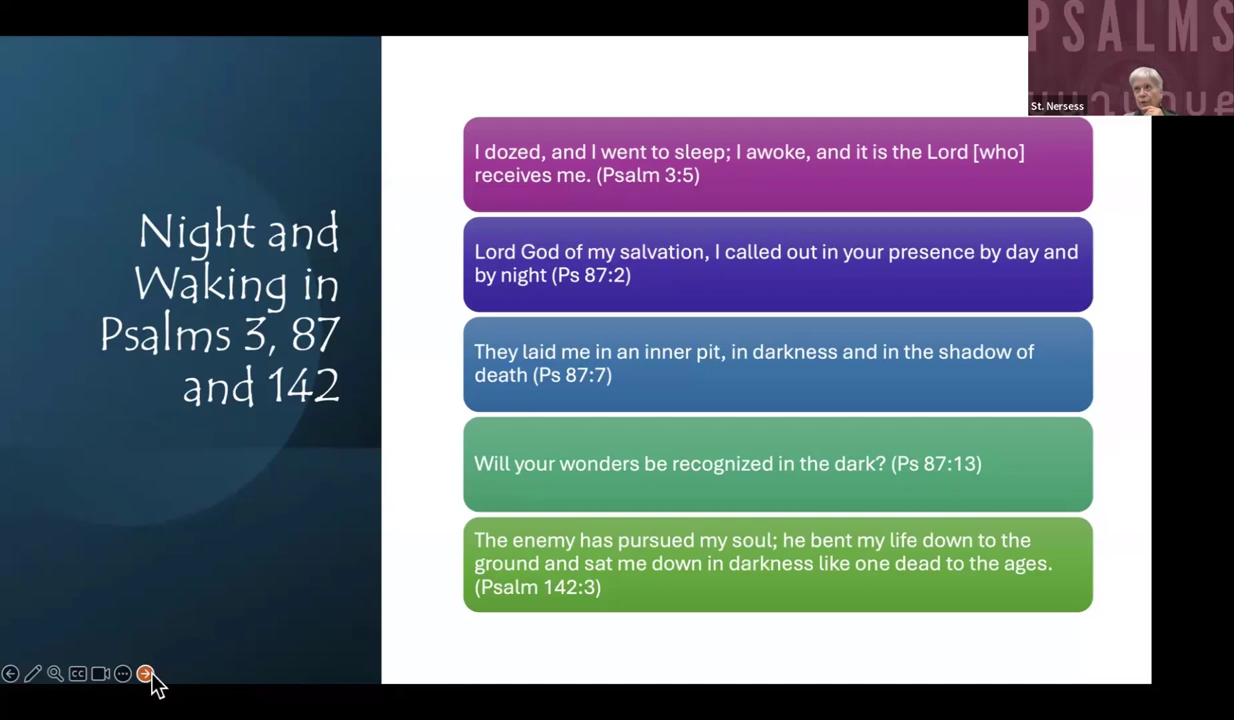 PSALMS
St. Nersess
Night and
Waking in
Psalms 3, 87
and 142
I dozed, and I went to sleep; I awoke, and it is the Lord [who]
receives me. (Psalm 3:5)
Lord God of my salvation, I called out in your presence by day and
by night (Ps 87:2)
They laid me in an inner pit, in darkness and in the shadow of
death (Ps 87:7)
Will your wonders be recognized in the dark? (Ps 87:13)
The enemy has pursued my soul; he bent my life down to the
ground and sat me down in darkness like one dead to the ages.
(Psalm 142:3)
CC